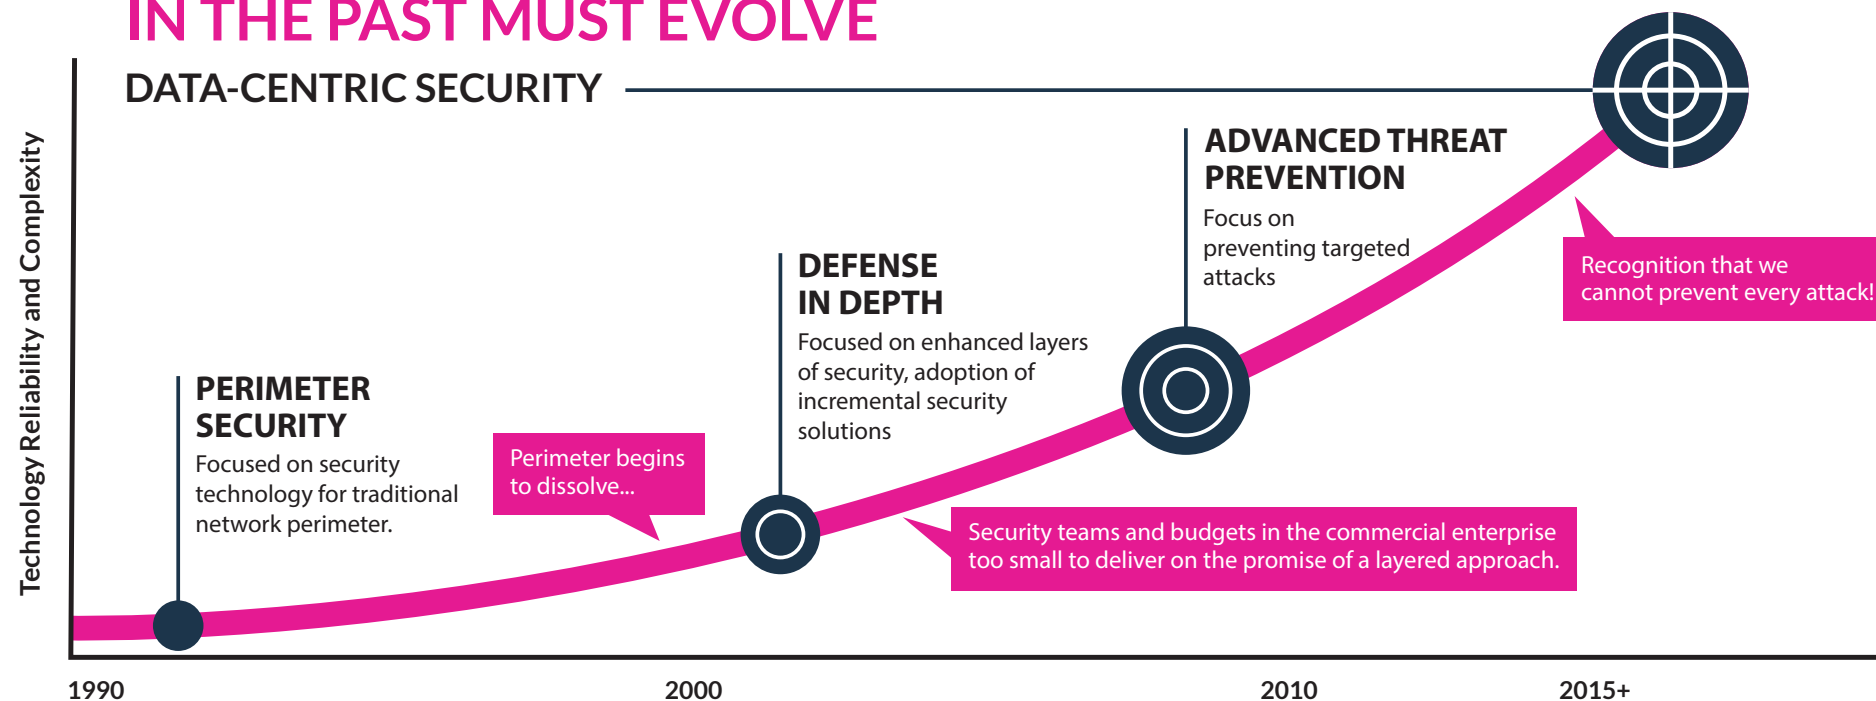 IN THE PAST MUST EVOLVE
DATA-CENTRIC SECURITY
Technology Reliability and Complexity
ADVANCED THREAT
PREVENTION
Focus on
preventing targeted
attacks
Recognition that we
cannot prevent every attack!
DEFENSE
IN DEPTH
Focused on enhanced layers
of security, adoption of
incremental security
solutions
PERIMETER
SECURITY
Focused on security
technology for traditional
network perimeter.
Perimeter begins
to dissolve...
Security teams and budgets in the commercial enterprise
too small to deliver on the promise of a layered approach.
1990
2000
2010
2015+